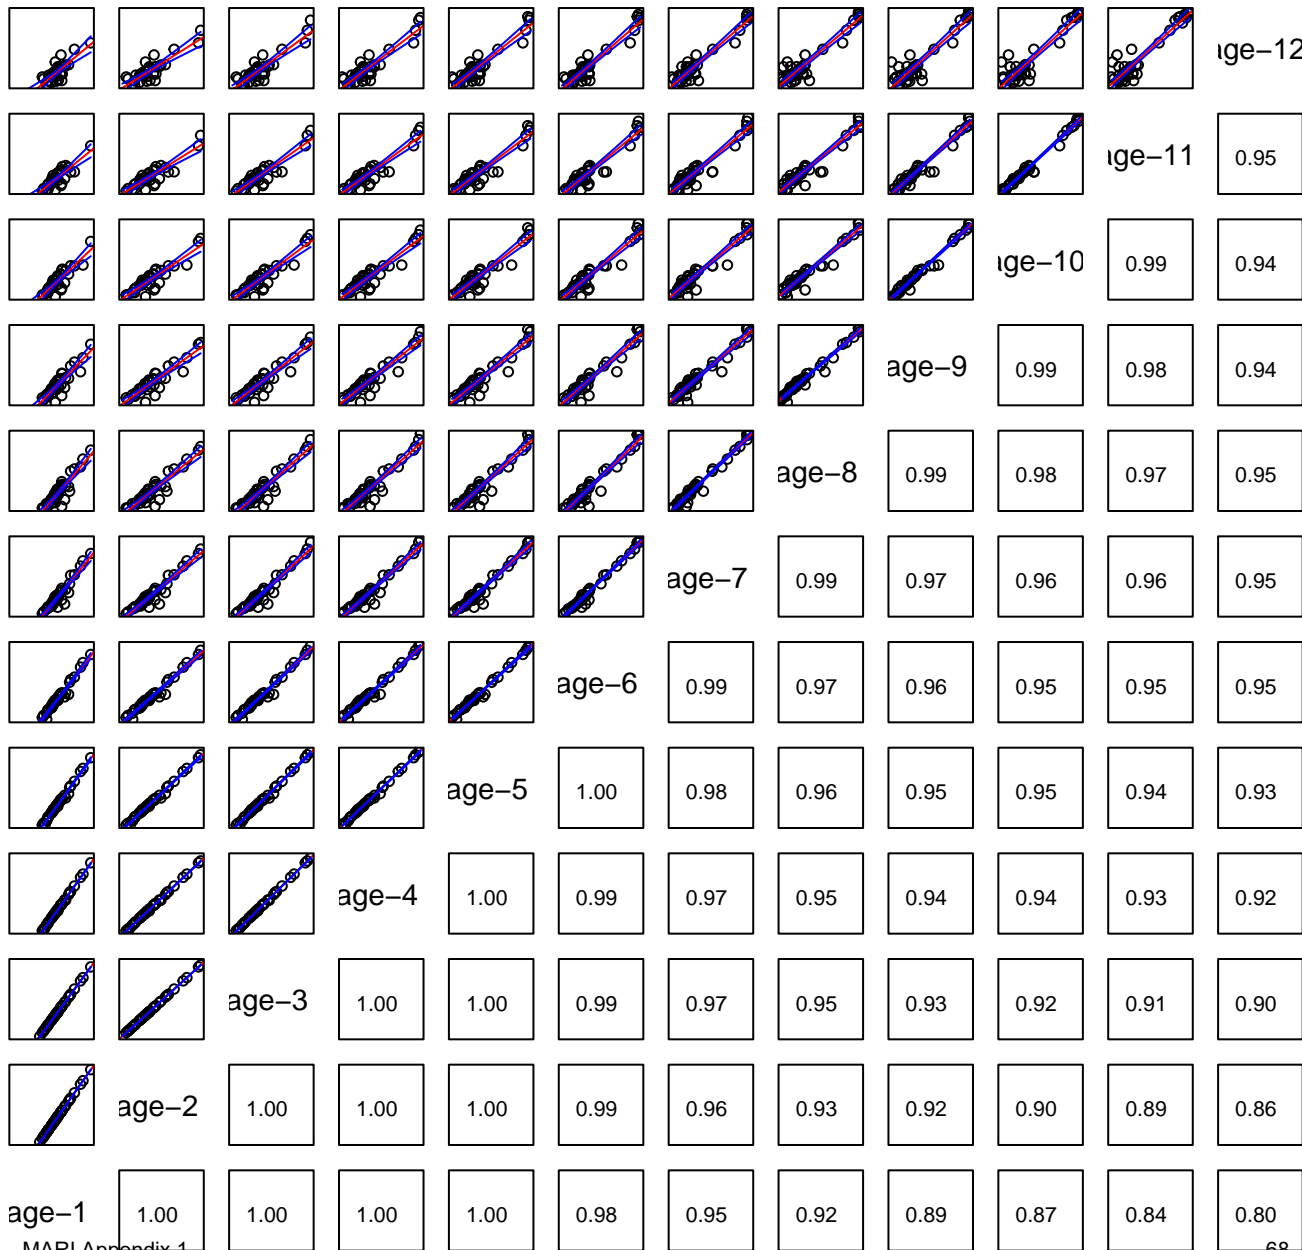 age−12
age−11 0.95
age−10 0.99 0.94
age−9 0.99 0.98 0.94
age−8 0.99 0.98 0.97 0.95
age−7 0.99 0.97 0.96 0.96 0.95
age−6 0.99 0.97 0.96 0.95 0.95 0.95
age−5 1.00 0.98 0.96 0.95 0.95 0.94 0.93
age−4 1.00 0.99 0.97 0.95 0.94 0.94 0.93 0.92
age−3 1.00 1.00 0.99 0.97 0.95 0.93 0.92 0.91 0.90
age−2 1.00 1.00 1.00 0.99 0.96 0.93 0.92 0.90 0.89 0.86
age−1 1.00 1.00 1.00 1.00 0.98 0.95 0.92 0.89 0.87 0.84 0.80
MARI Appendix 1 68